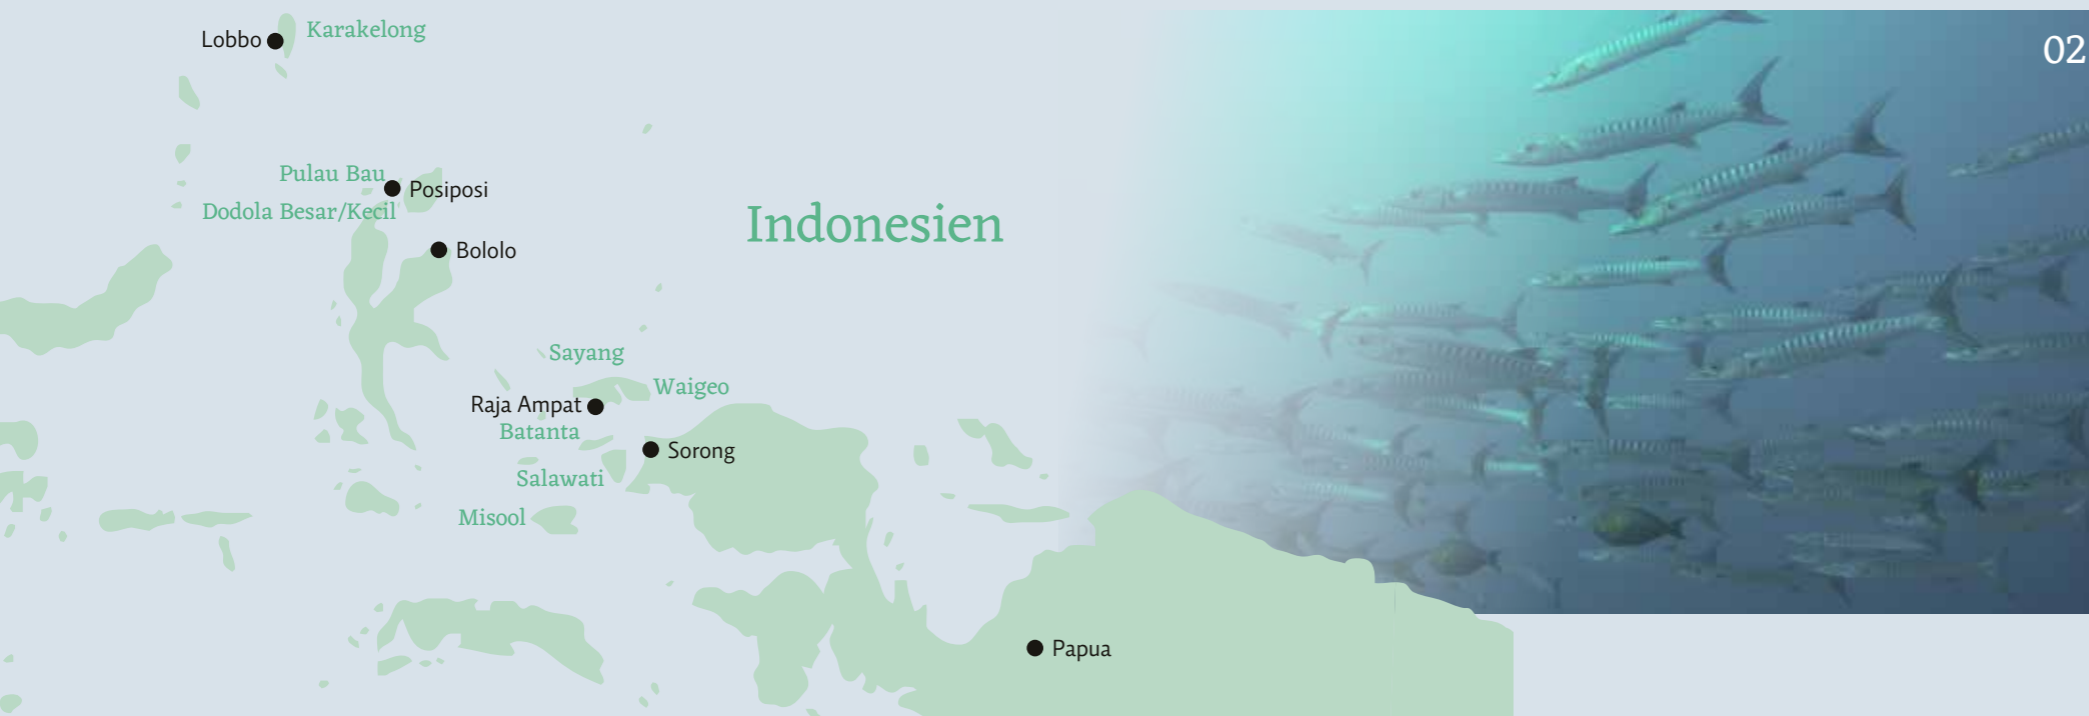 Karakelong
Lobbo
02
Pulau Bau
Posiposi
Dodola Besar/Kecil
Indonesien
Bololo
Sayang
Waigeo
Raja Ampat
Batanta
Sorong
Salawati
Misool
Papua